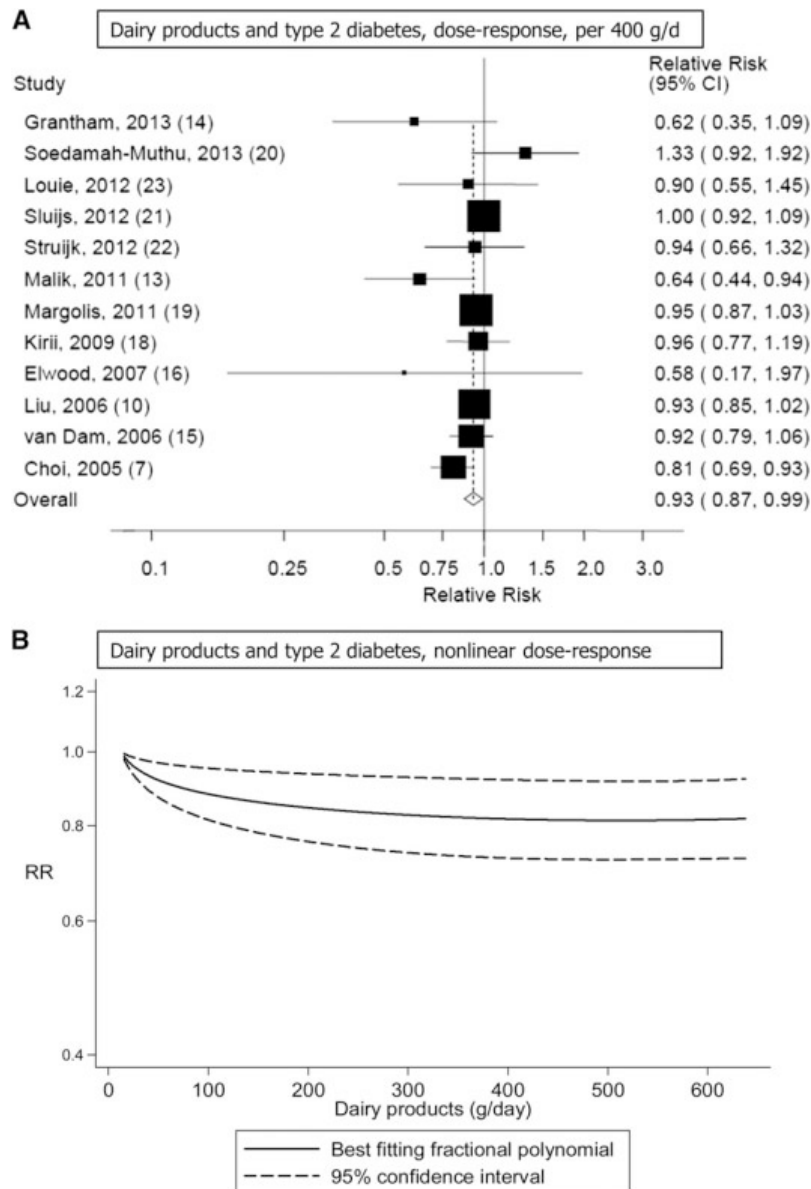 A
Dairy products and type 2 diabetes, dose-response, per 400 g/d
Relative Risk
Study (95% CI)
Grantham, 2013 (14) 0.62 ( 0.35, 1.09)
Soedamah-Muthu, 2013 (20) 1.33 ( 0.92, 1.92)
Louie, 2012 (23) 0.90 ( 0.55, 1.45)
Sluijs, 2012 (21) 1.00 ( 0.92, 1.09)
Struijk, 2012 (22) 0.94 ( 0.66, 1.32)
Malik, 2011 (13) 0.64 ( 0.44, 0.94)
Margolis, 2011 (19) 0.95 ( 0.87, 1.03)
Kirii, 2009 (18) 0.96 ( 0.77, 1.19)
Elwood, 2007 (16) 0.58 ( 0.17, 1.97)
Liu, 2006 (10) 0.93 ( 0.85, 1.02)
van Dam, 2006 (15) 0.92 ( 0.79, 1.06)
Choi, 2005 (7) 0.81 ( 0.69, 0.93)
Overall 0.93 ( 0.87, 0.99)
0.1 0.25 0.5 0.75 1.0 1.5 2.0 3.0
Relative Risk
B
Dairy products and type 2 diabetes, nonlinear dose-response
1.2
1.0
0.8
RR
0.6
0.4
0 100 200 300 400 500 600
Dairy products (g/day)
Best fitting fractional polynomial
95% confidence interval